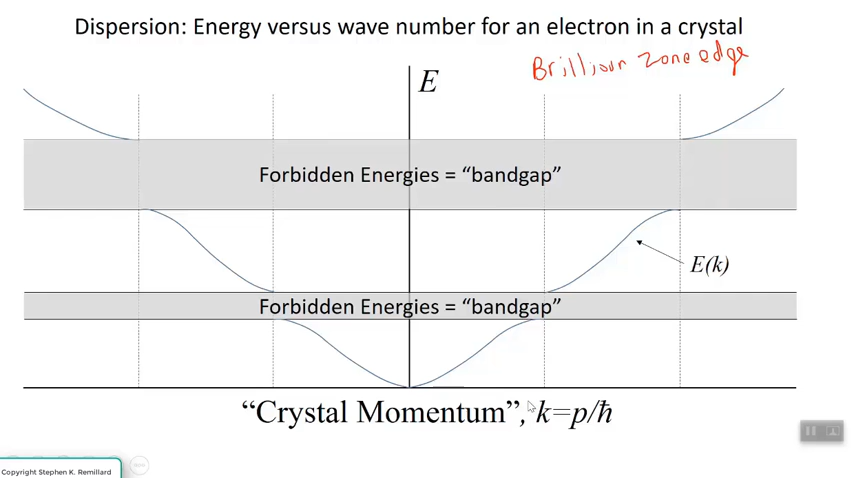 Dispersion: Energy versus wave number for an electron in a crystal
Brilliour Zone edge
E
Forbidden Energies = “bandgap”
E(k)
Forbidden Energies = “bandgap”
“Crystal Momentum”, k=p/ħ
Copyright Stephen K. Remillard